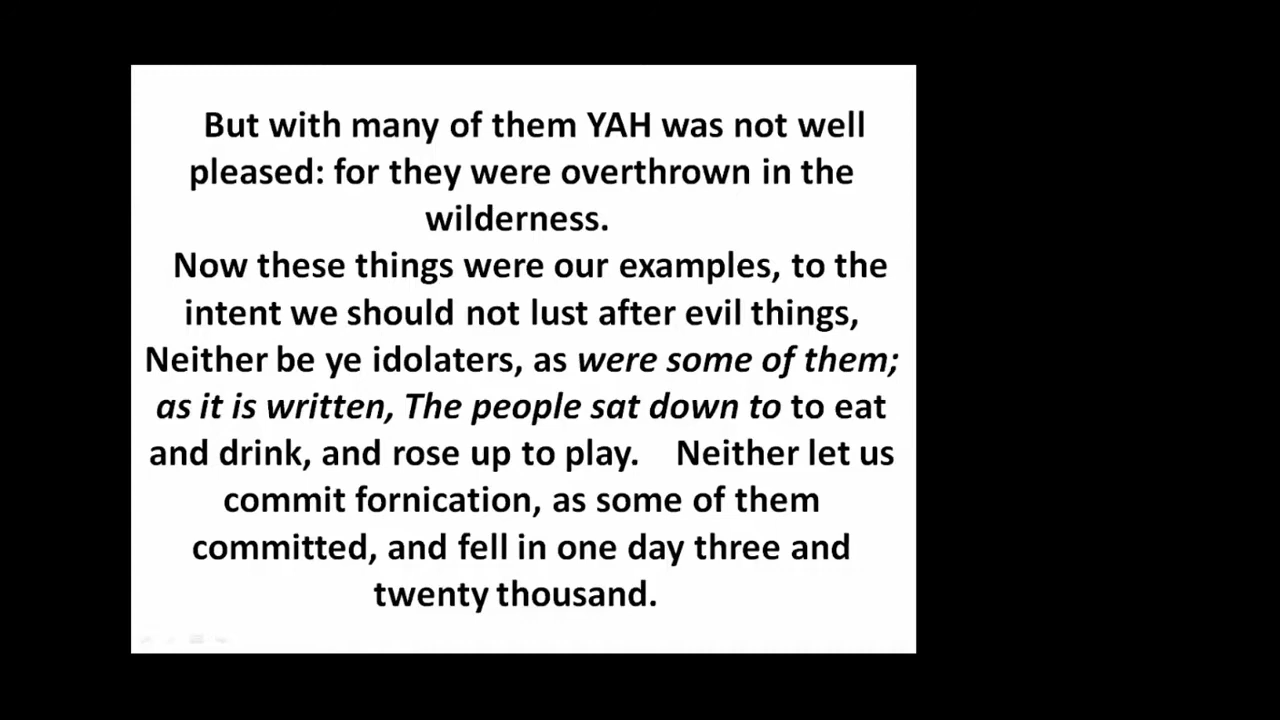 But with many of them YAH was not well
pleased: for they were overthrown in the
wilderness.
Now these things were our examples, to the
intent we should not lust after evil things,
Neither be ye idolaters, as were some of them;
as it is written, The people sat down to to eat
and drink, and rose up to play. Neither let us
commit fornication, as some of them
committed, and fell in one day three and
twenty thousand.